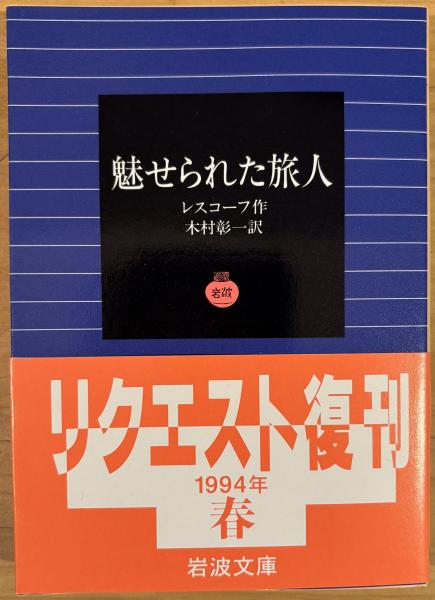 魅せられた旅人
レスコーフ作
木村彰一訳
岩波
リクエスト復刊
1994年
春
岩波文庫